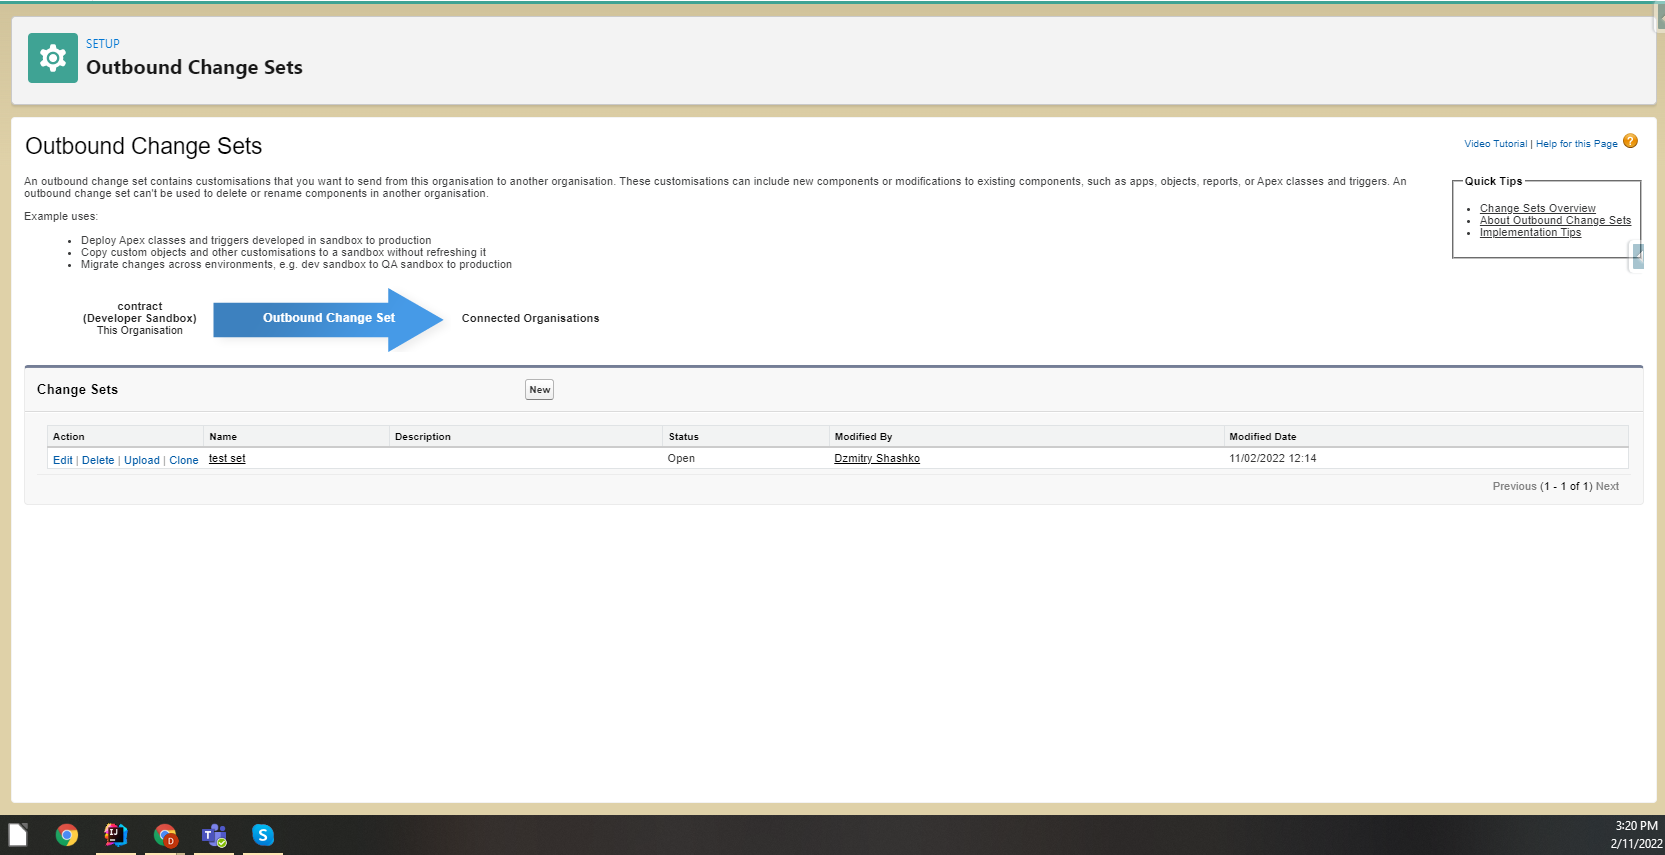 SETUP
Outbound Change Sets
Outbound Change Sets
Video Tutorial | Help for this Page ?
An outbound change set contains customisations that you want to send from this organisation to another organisation. These customisations can include new components or modifications to existing components, such as apps, objects, reports, or Apex classes and triggers. An
outbound change set can't be used to delete or rename components in another organisation.
Quick Tips
Change Sets Overview
About Outbound Change Sets
Implementation Tips
Example uses:
Deploy Apex classes and triggers developed in sandbox to production
Copy custom objects and other customisations to a sandbox without refreshing it
Migrate changes across environments, e.g. dev sandbox to QA sandbox to production
contract
(Developer Sandbox)
This Organisation
Outbound Change Set
Connected Organisations
Change Sets
New
Action Name Description Status Modified By Modified Date
Edit | Delete | Upload | Clone test set Open Dzmitry Shashko 11/02/2022 12:14
Previous (1 - 1 of 1) Next
IJ
D
T
S
3:20 PM
2/11/2022